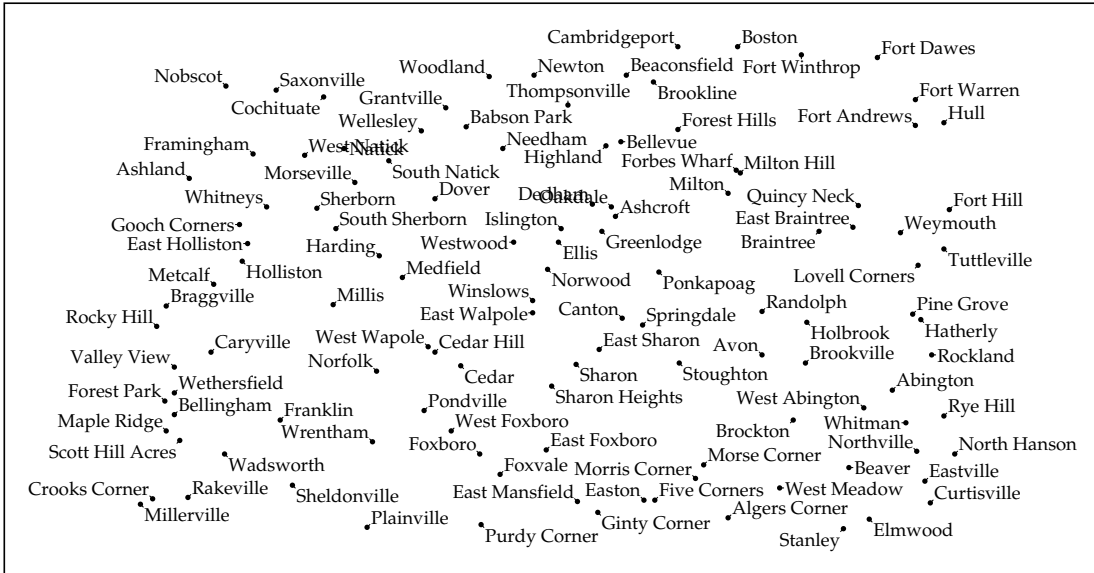 Cambridgeport
Boston
Fort Dawes
Fort Winthrop
Woodland
Newton
Beaconsfield
Nobscot
Saxonville
Thompsonville
Brookline
Cochituate
Grantville
Fort Warren
Wellesley
Babson Park
Forest Hills
Fort Andrews
Hull
Framingham
West Natick
Natick
Needham
Highland
Bellevue
Ashland
Morseville
South Natick
Forbes Wharf
Milton Hill
Whitneys
Sherborn
Dover
Dedham
Oakdale
Milton
Quincy Neck
Fort Hill
Gooch Corners
South Sherborn
Islington
Ashcroft
East Braintree
Weymouth
East Holliston
Harding
Westwood
Ellis
Greenlodge
Braintree
Tuttleville
Metcalf
Holliston
Medfield
Norwood
Ponkapoag
Lovell Corners
Braggville
Millis
Winslows
Randolph
Pine Grove
Rocky Hill
East Walpole
Canton
Springdale
Holbrook
Hatherly
Valley View
Caryville
West Wapole
Cedar Hill
East Sharon
Avon
Brookville
Rockland
Norfolk
Cedar
Sharon
Stoughton
Forest Park
Wethersfield
Sharon Heights
West Abington
Abington
Bellingham
Franklin
Pondville
Rye Hill
Maple Ridge
Wrentham
West Foxboro
Brockton
Whitman
Scott Hill Acres
Foxboro
East Foxboro
Morse Corner
Northville
North Hanson
Wadsworth
Foxvale
Morris Corner
Beaver
Eastville
Crooks Corner
Rakeville
Sheldonville
East Mansfield
Easton
Five Corners
West Meadow
Curtisville
Millerville
Plainville
Purdy Corner
Ginty Corner
Algers Corner
Stanley
Elmwood